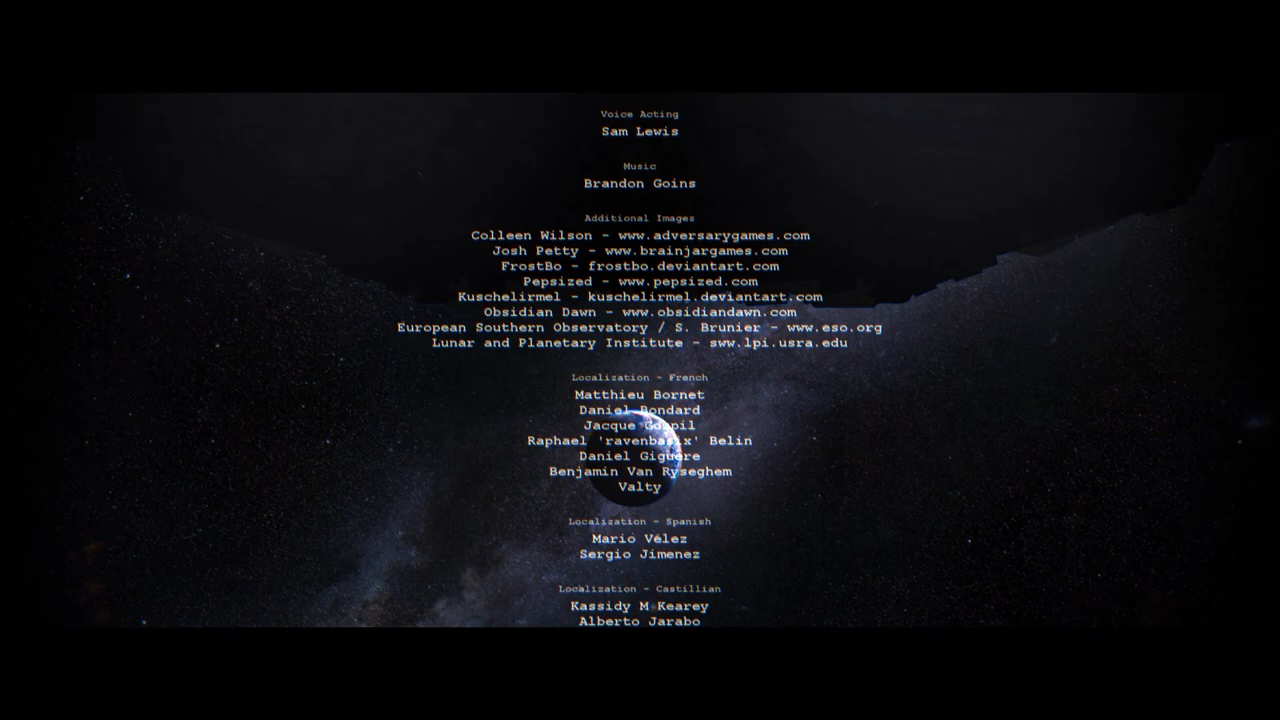 Voice Acting
Sam Lewis
Music
Brandon Goins
Additional Images
Colleen Wilson - www.adversarygames.com
Josh Petty - www.brainjargames.com
FrostBo - frostbo.deviantart.com
Pepsized - www.pepsized.com
Kuschelirmel - kuschelirmel.deviantart.com
Obsidian Dawn - www.obsidiandawn.com
European Southern Observatory / S. Brunier - www.eso.org
Lunar and Planetary Institute - sww.lpi.usra.edu
Localization - French
Matthieu Bornet
Daniel Bondard
Jacque Goupil
Raphael 'ravenbasix' Belin
Daniel Giguere
Benjamin Van Ryseghem
Valty
Localization - Spanish
Mario Vélez
Sergio Jimenez
Localization - Castillian
Kassidy M Kearey
Alberto Jarabo